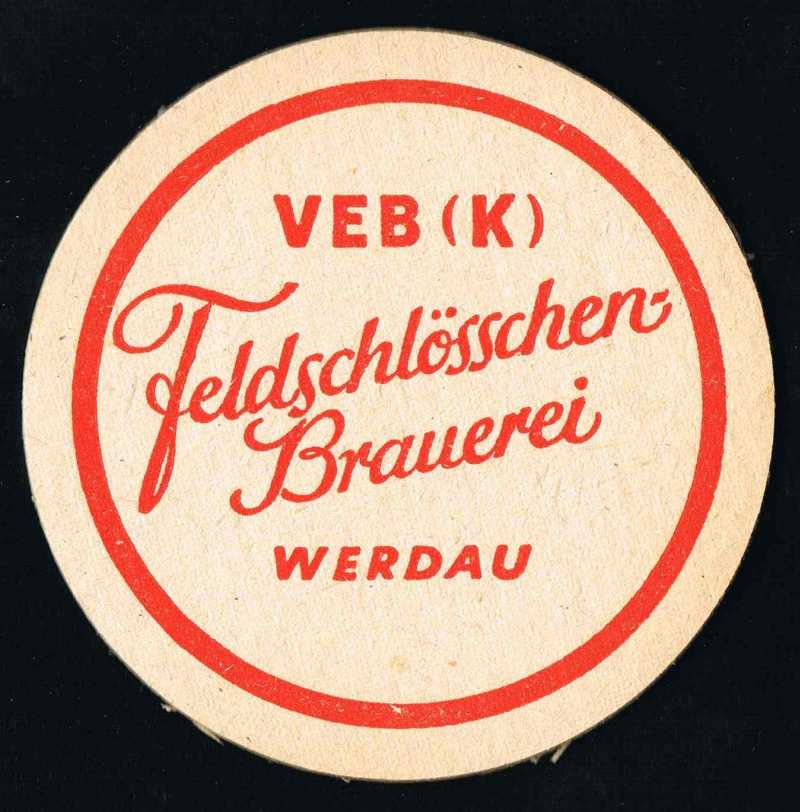 VEB (K)
Feldschlösschen-
Brauerei
WERDAU